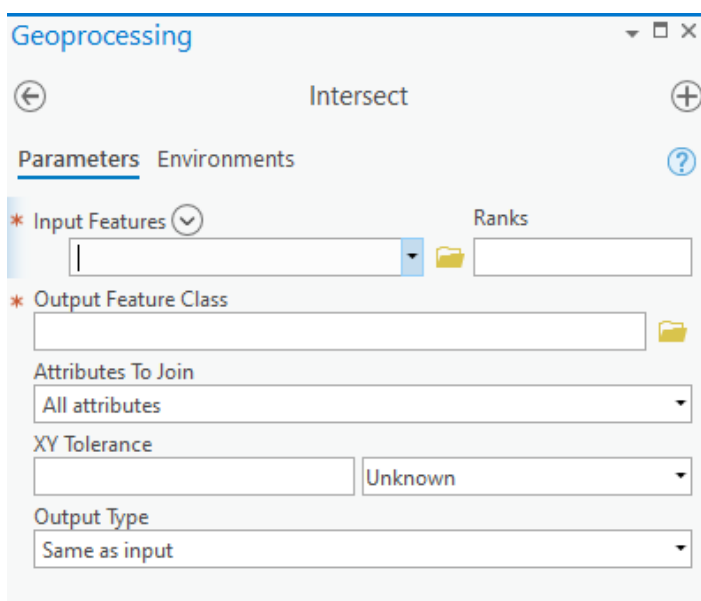 Geoprocessing
Intersect
Parameters Environments
?
* Input Features Ranks
* Output Feature Class
Attributes To Join
All attributes
XY Tolerance
Unknown
Output Type
Same as input